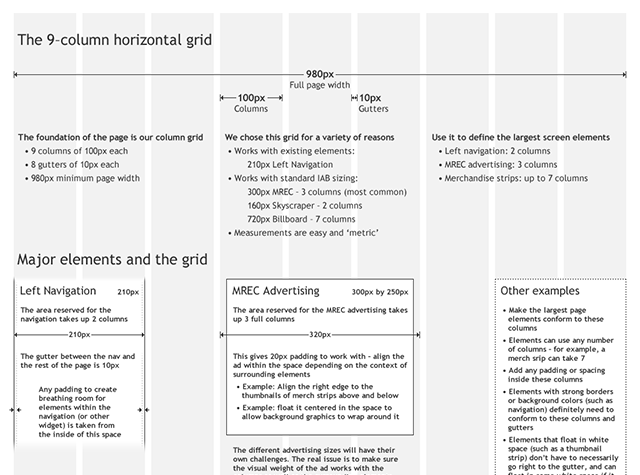 The 9-column horizontal grid
980px
Full page width
100px
Columns
10px
Gutters
The foundation of the page is our column grid
• 9 columns of 100px each
• 8 gutters of 10px each
• 980px minimum page width
We chose this grid for a variety of reasons
• Works with existing elements:
210px Left Navigation
• Works with standard IAB sizing:
300px MREC - 3 columns (most common)
160px Skyscraper - 2 columns
720px Billboard - 7 columns
• Measurements are easy and ‘metric’
Use it to define the largest screen elements
• Left navigation: 2 columns
• MREC advertising: 3 columns
• Merchandise strips: up to 7 columns
Major elements and the grid
Left Navigation 210px
The area reserved for the
navigation takes up 2 columns
210px
The gutter between the nav and
the rest of the page is 10px
Any padding to create
breathing room for
elements within the
navigation (or other
widget) is taken from
the inside of this space
MREC Advertising 300px by 250px
The area reserved for the MREC advertising takes
up 3 full columns
320px
This gives 20px padding to work with - align the
ad within the space depending on the context of
surrounding elements
• Example: Align the right edge to the
thumbnails of merch strips above and below
• Example: float it centered in the space to
allow background graphics to wrap around it
The different advertising sizes will have their
own challenges. The real issue is to make sure
the visual weight of the ad works with the
Other examples
• Make the largest page
elements conform to these
columns
• Elements can use any number
of columns - for example, a
merch srip can take 7
• Add any padding or spacing
inside these columns
• Elements with strong borders
or background colors (such as
navigation) definitely need to
conform to these columns and
gutters
• Elements that float in white
space (such as a thumbnail
strip) don’t have to necessarily
go right to the gutter, and can